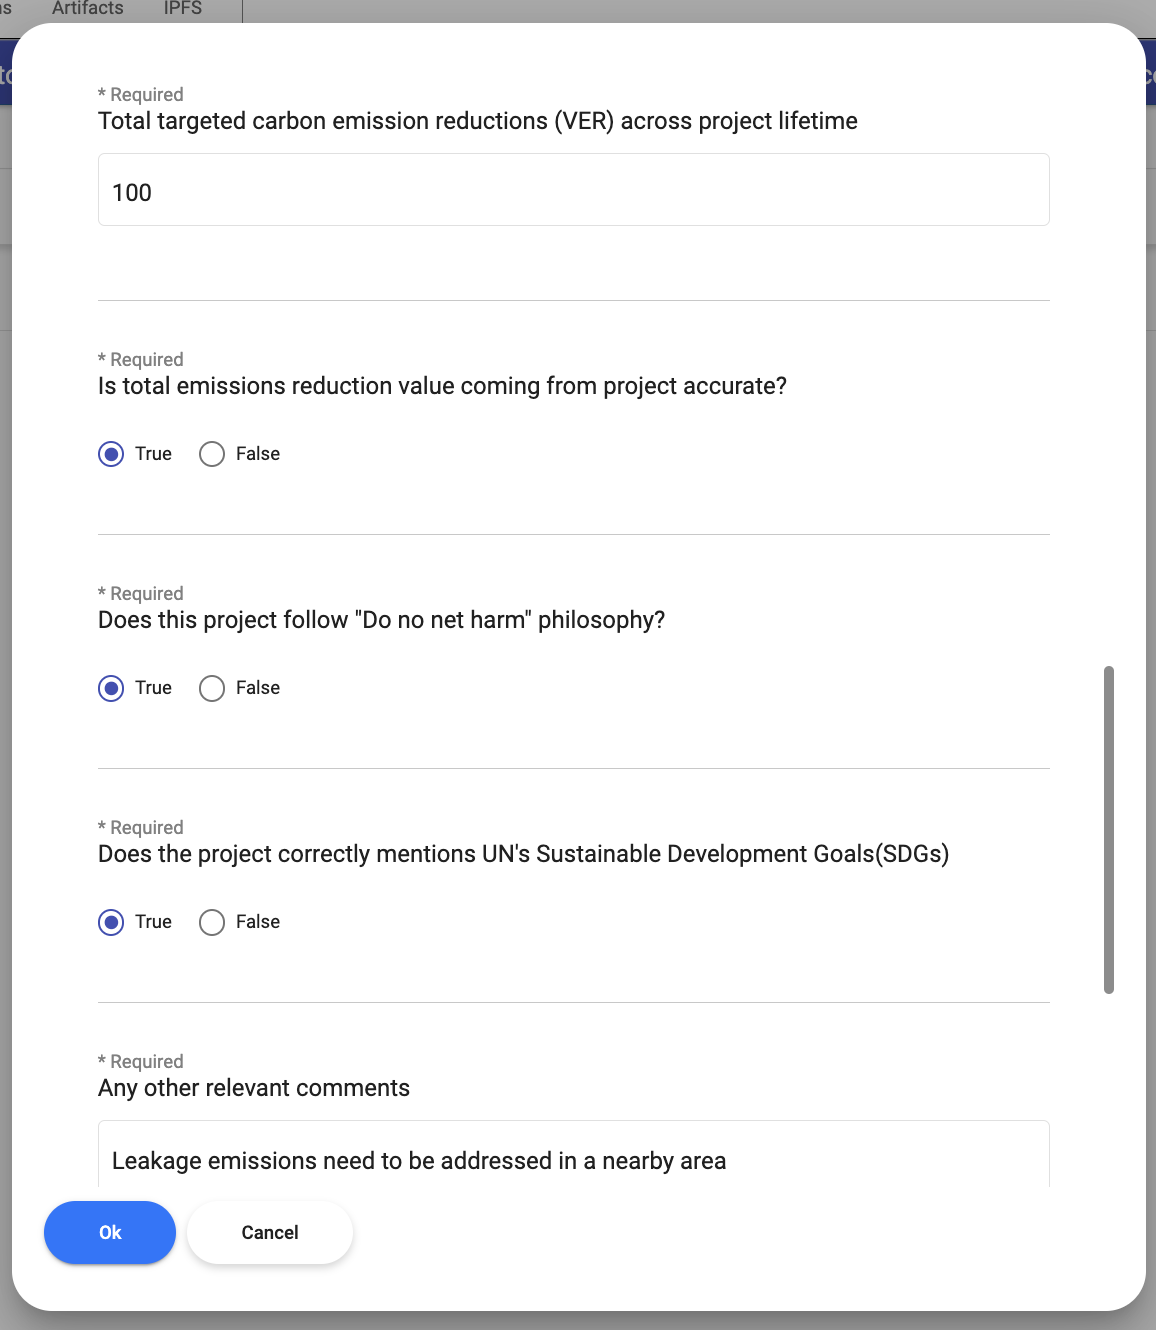 Artifacts IPFS
* Required
Total targeted carbon emission reductions (VER) across project lifetime
100
* Required
Is total emissions reduction value coming from project accurate?
True False
* Required
Does this project follow "Do no net harm" philosophy?
True False
* Required
Does the project correctly mentions UN's Sustainable Development Goals(SDGs)
True False
* Required
Any other relevant comments
Leakage emissions need to be addressed in a nearby area
Ok Cancel